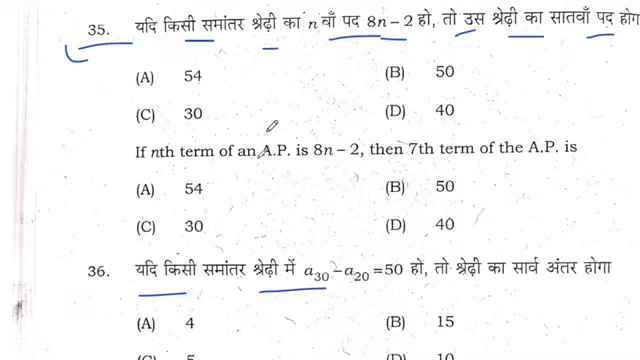 35. यदि किसी समांतर श्रेढ़ी का n वाँ पद 8n – 2 हो, तो उस श्रेढ़ी का सातवाँ पद होग
(A) 54 (B) 50
(C) 30 (D) 40
If nth term of an A.P. is 8n – 2, then 7th term of the A.P. is
(A) 54 (B) 50
(C) 30 (D) 40
36. यदि किसी समांतर श्रेढ़ी में a₃₀ – a₂₀ = 50 हो, तो श्रेढ़ी का सार्व अंतर होगा
(A) 4 (B) 15
(C) 5 (D) 10